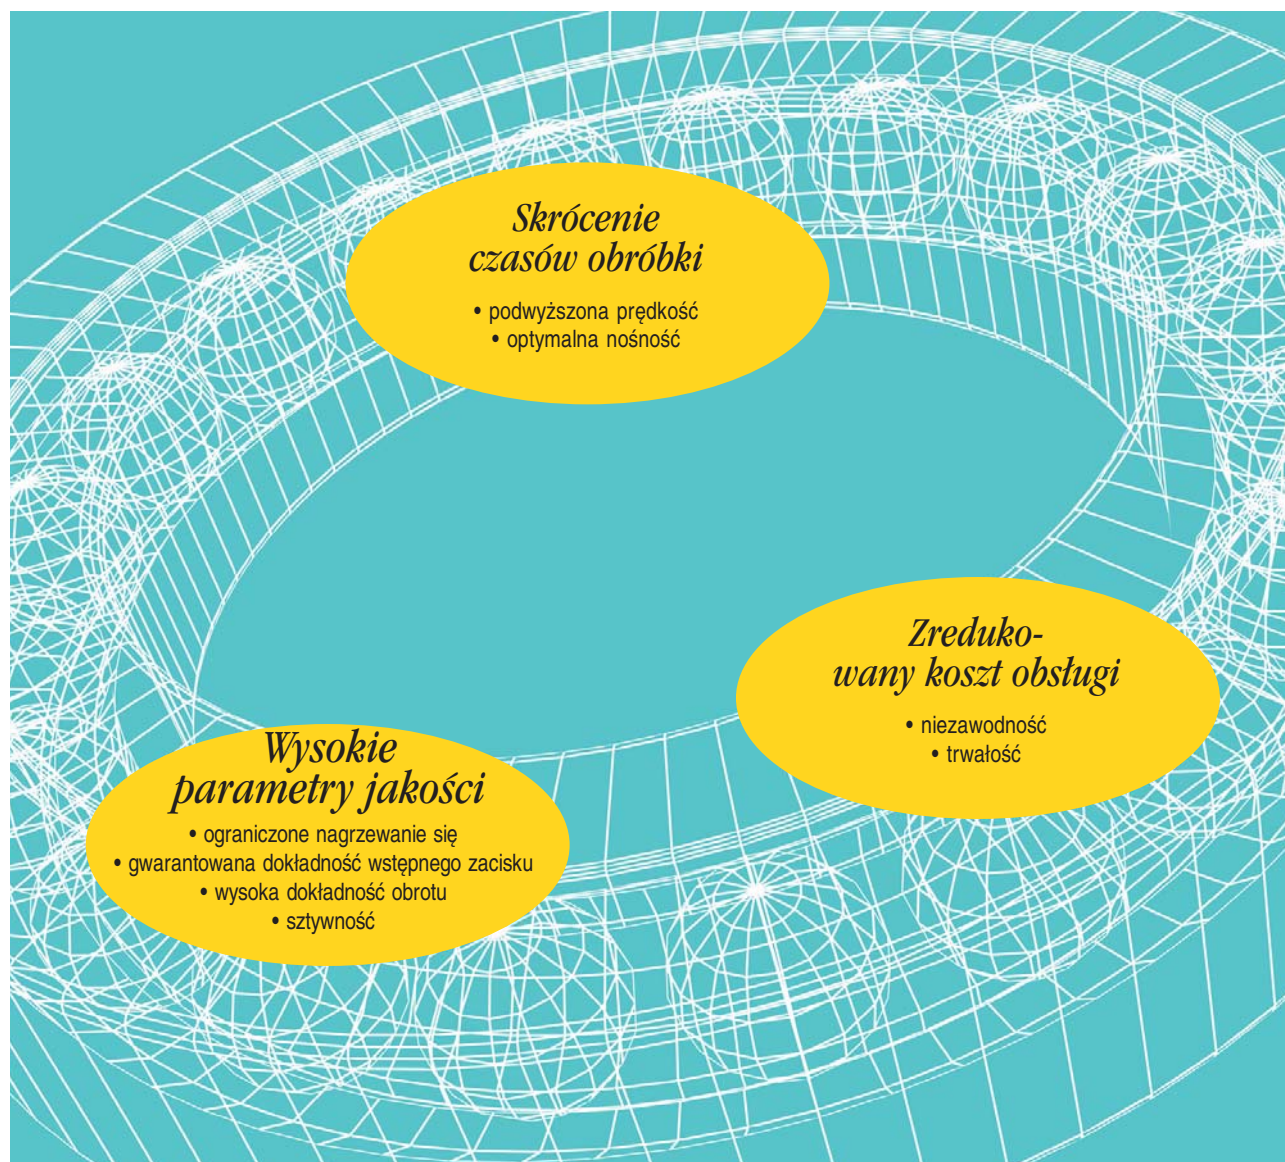 Skrócenie
czasów obróbki
• podwyższona prędkość
• optymalna nośność
Zreduko-
wany koszt obsługi
• niezawodność
• trwałość
Wysokie
parametry jakości
• ograniczone nagrzewanie się
• gwarantowana dokładność wstępnego zacisku
• wysoka dokładność obrotu
• sztywność